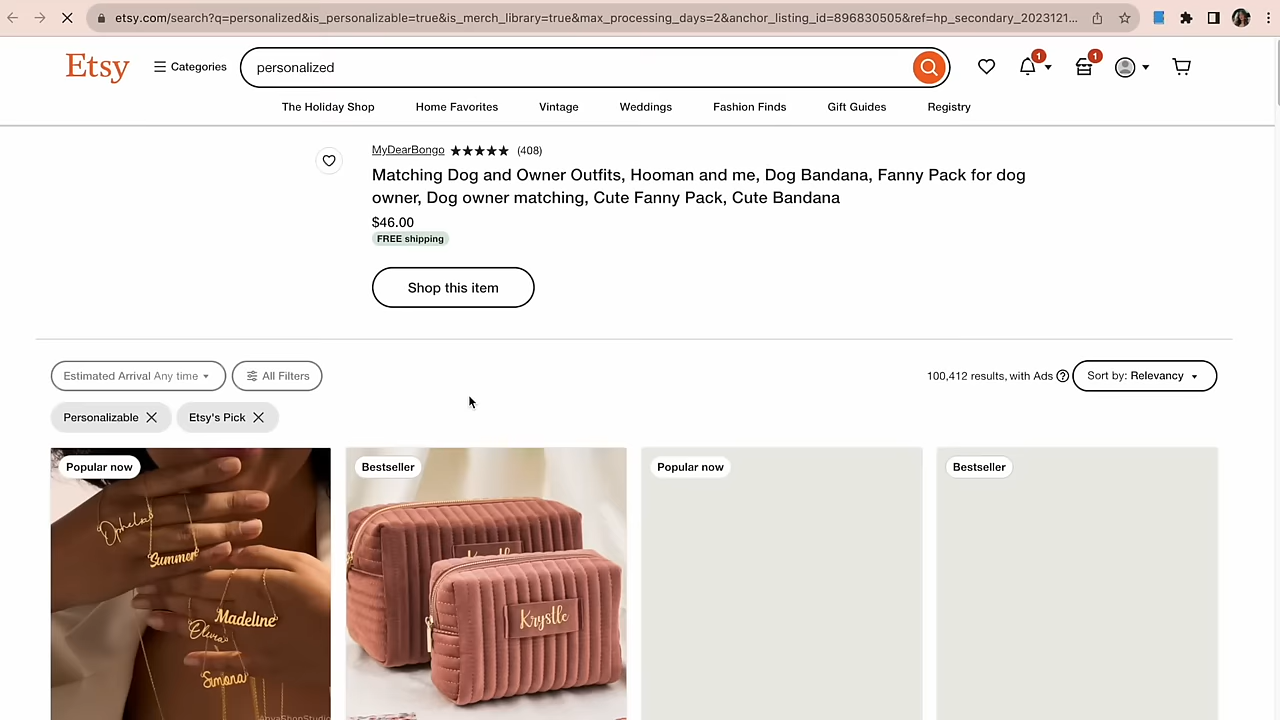 etsy.com/search?q=personalized&is_personalizable=true&is_merch_library=true&max_processing_days=2&anchor_listing_id=896830505&ref=hp_secondary_2023121...
Etsy
Categories
personalized
1
1
The Holiday Shop
Home Favorites
Vintage
Weddings
Fashion Finds
Gift Guides
Registry
MyDearBongo ★★★★★ (408)
Matching Dog and Owner Outfits, Hooman and me, Dog Bandana, Fanny Pack for dog
owner, Dog owner matching, Cute Fanny Pack, Cute Bandana
$46.00
FREE shipping
Shop this item
Estimated Arrival Any time
All Filters
100,412 results, with Ads
Sort by: Relevancy
Personalizable
Etsy's Pick
Popular now
Bestseller
Popular now
Bestseller
Ophelia
Summer
Madeline
Olivia
Simona
Krystle